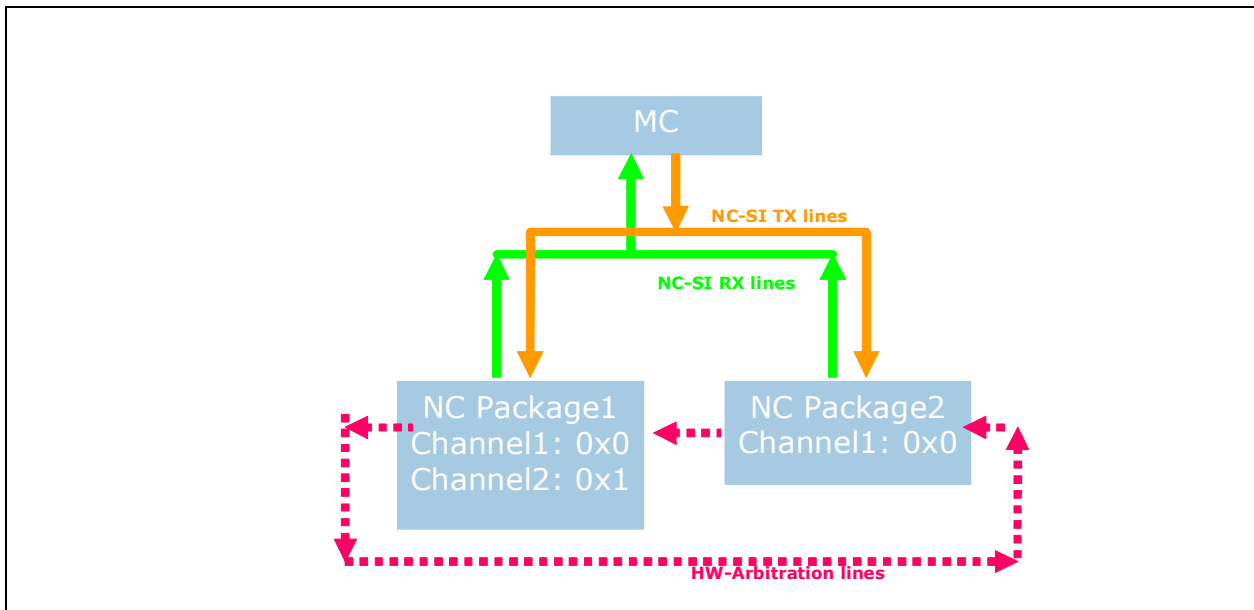 MC
NC-SI TX lines
NC-SI RX lines
NC Package1
Channel1: 0x0
Channel2: 0x1
NC Package2
Channel1: 0x0
HW-Arbitration lines